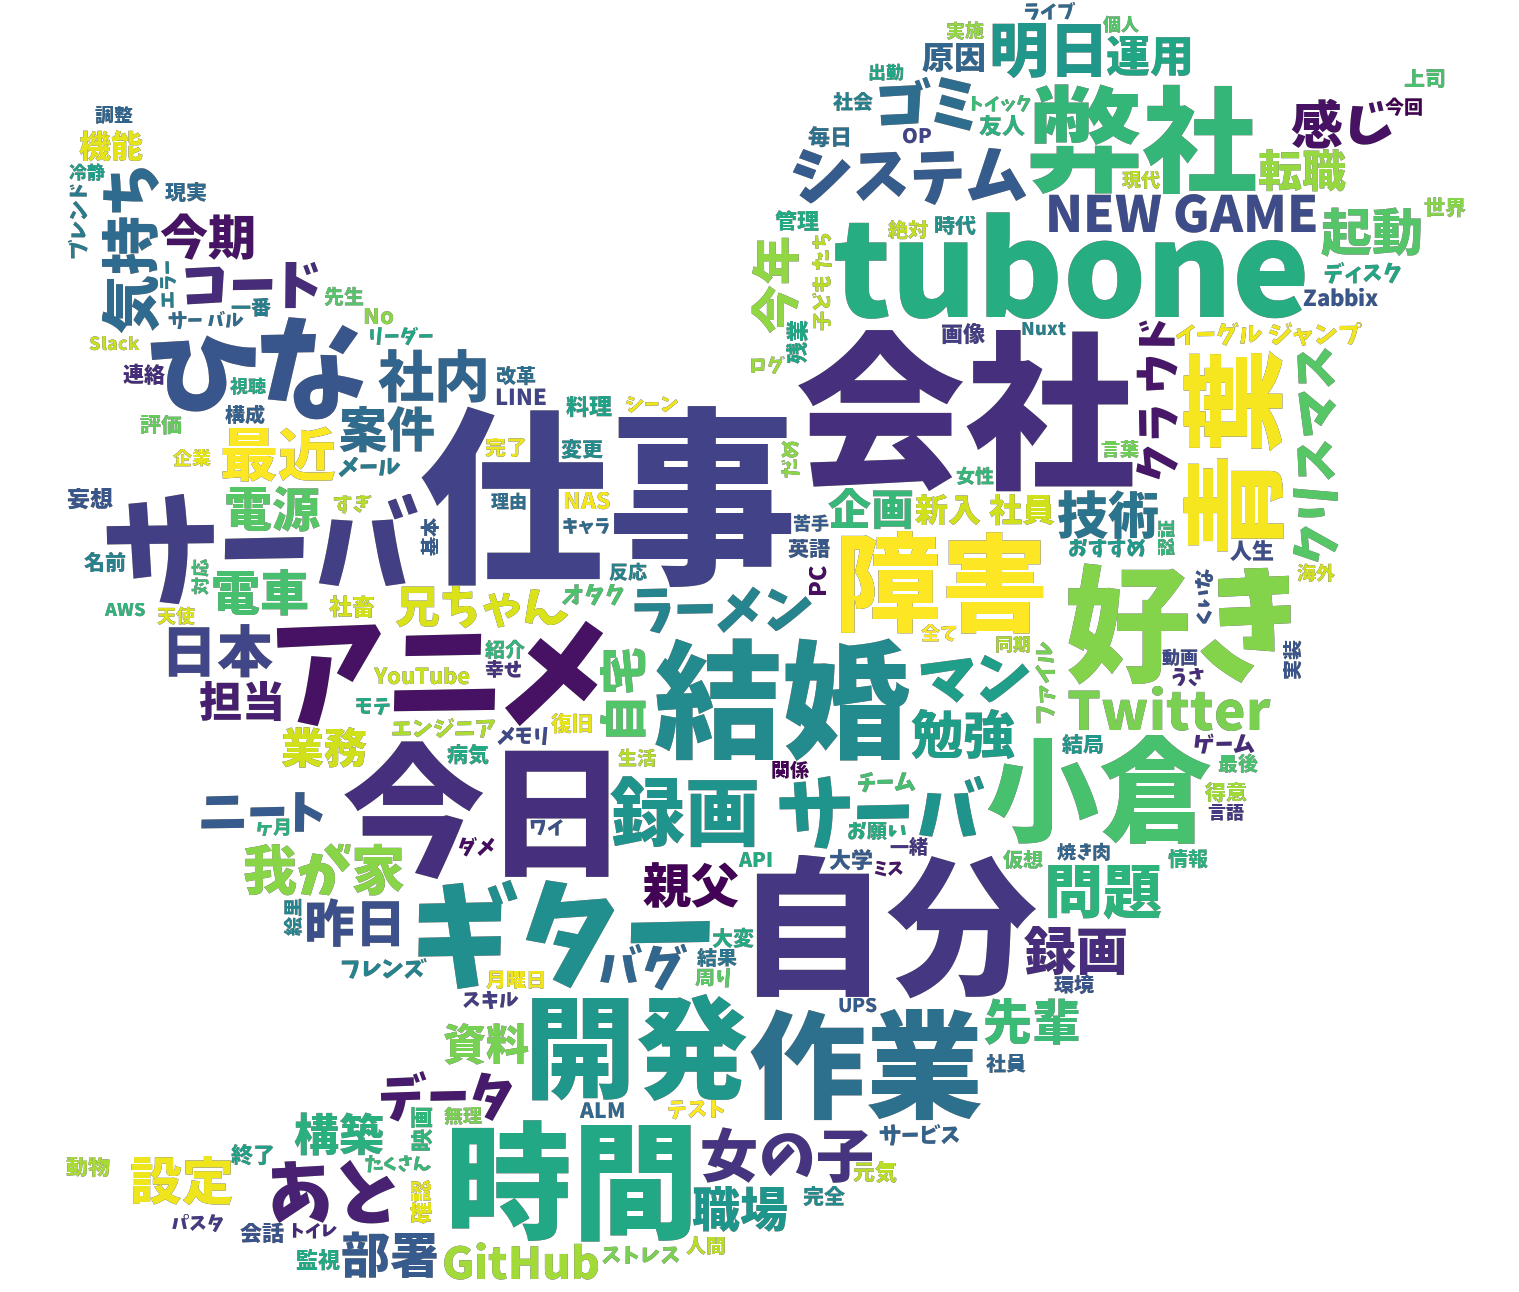 ライブ
実施
個人
原因
明日
運用
出勤
上司
社会
ゴミ
トイック
友人
弊社
感じ
今回
調整
毎日
OP
機能
システム
現代
転職
冷静
気持ち
現実
ブレンド
今期
管理
絶対
時代
NEW GAME
起動
世界
今年
子どもたち
tubone
ディスク
Zabbix
エラー
コード
先生
サーバル
一番
No
リーダー
残業
画像
Nuxt
クラウド
イーグルジャンプ
Slack
ひな
社内
改革
LINE
ログ
会社
青葉
クリスマス
連絡
視聴
構成
案件
料理
シーン
評価
企業
最近
メール
仕事
完了
変更
ため
女性
言葉
妄想
電源
すぎ
理由
NAS
キャラ
基本
苦手
企画
新入社員
技術
サーバ
英語
おすすめ
認証
人生
名前
対応
電車
反応
PC
障害
海外
AWS
天使
社畜
兄ちゃん
オタク
ラーメン
全て
同期
好き
くいな
日本
アニメ
紹介
幸せ
自宅
結婚
マン
ファイル
動画
うさ
実装
担当
YouTube
モテ
エンジニア
メモリ
復旧
勉強
Twitter
業務
病気
生活
関係
結局
ゲーム
最後
ニート
ケ月
今日
ワイ
録画
チーム
サーバ
小倉
得意
言語
お願い
一緒
我が家
ダメ
親父
API
大学
ミス
仮想
焼き肉
情報
絵里
昨日
ギター
大変
自分
問題
フレンズ
バグ
結果
周り
録画
月曜日
スキル
環境
UPS
資料
開発
作業
先輩
社員
データ
ALM
テスト
構築
映画
無理
時間
女の子
サービス
動物
設定
終了
たくさん
あと
確認
元気
職場
完全
パスタ
会話
トイレ
監視
部署
GitHub
ストレス
人間